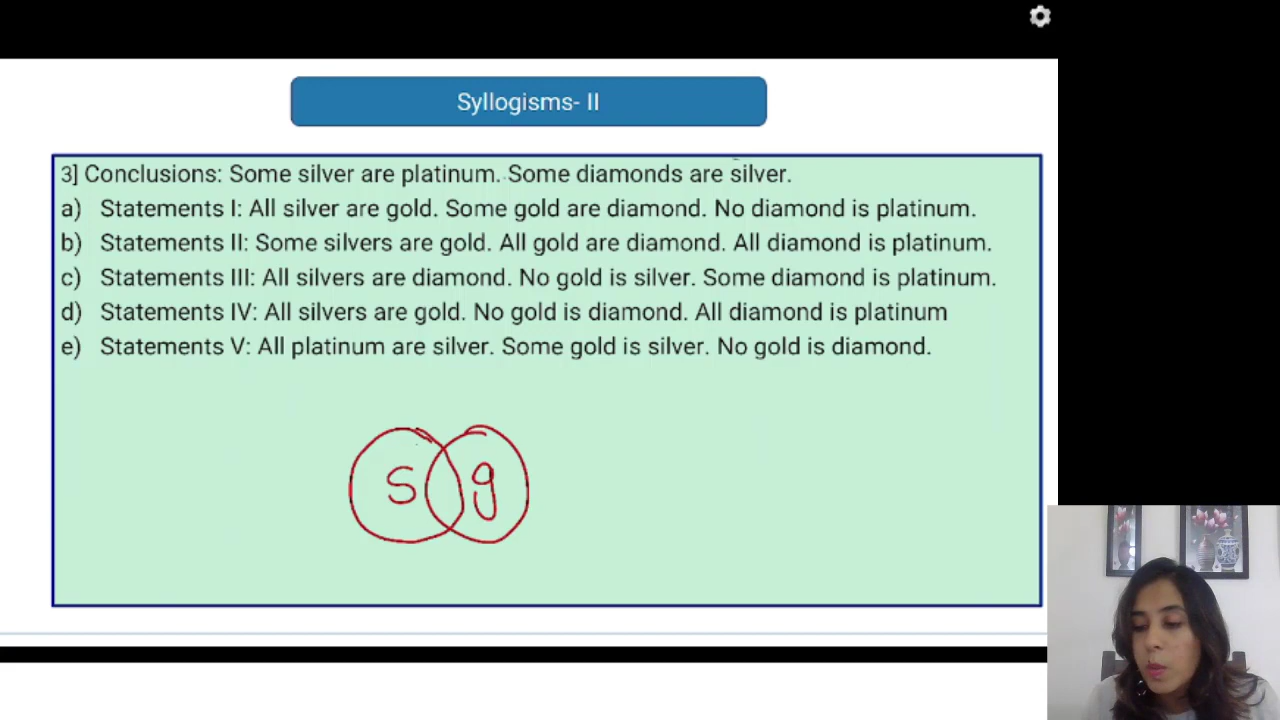 Syllogisms- II
3] Conclusions: Some silver are platinum. Some diamonds are silver.
a) Statements I: All silver are gold. Some gold are diamond. No diamond is platinum.
b) Statements II: Some silvers are gold. All gold are diamond. All diamond is platinum.
c) Statements III: All silvers are diamond. No gold is silver. Some diamond is platinum.
d) Statements IV: All silvers are gold. No gold is diamond. All diamond is platinum
e) Statements V: All platinum are silver. Some gold is silver. No gold is diamond.
S g